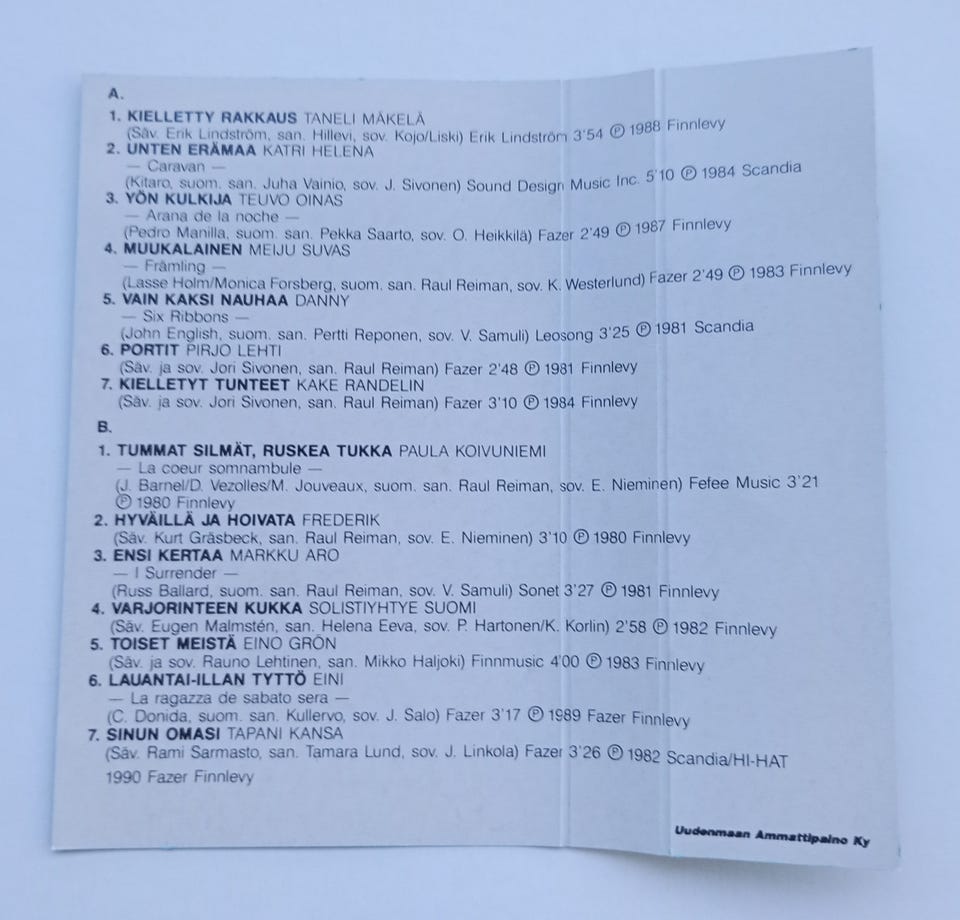 A.
1. KIELLETTY RAKKAUS TANELI MÄKELÄ
(Säv. Erik Lindström, san. Hillevi, sov. Kojo/Liski) Erik Lindström 3'54 Ⓟ 1988 Finnlevy
2. UNTEN ERÄMAA KATRI HELENA
— Caravan —
(Kitaro, suom. san. Juha Vainio, sov. J. Sivonen) Sound Design Music Inc. 5'10 Ⓟ 1984 Scandia
3. YÖN KULKIJA TEUVO OINAS
— Arana de la noche —
(Pedro Manilla, suom. san. Pekka Saarto, sov. O. Heikkilä) Fazer 2'49 Ⓟ 1987 Finnlevy
4. MUUKALAINEN MEIJU SUVAS
— Främling —
(Lasse Holm/Monica Forsberg, suom. san. Raul Reiman, sov. K. Westerlund) Fazer 2'49 Ⓟ 1983 Finnlevy
5. VAIN KAKSI NAUHAA DANNY
— Six Ribbons —
(John English, suom. san. Pertti Reponen, sov. V. Samuli) Leosong 3'25 Ⓟ 1981 Scandia
6. PORTIT PIRJO LEHTI
(Säv. ja sov. Jori Sivonen, san. Raul Reiman) Fazer 2'48 Ⓟ 1981 Finnlevy
7. KIELLETYT TUNTEET KAKE RANDELIN
(Säv. ja sov. Jori Sivonen, san. Raul Reiman) Fazer 3'10 Ⓟ 1984 Finnlevy
B.
1. TUMMAT SILMÄT, RUSKEA TUKKA PAULA KOIVUNIEMI
— La coeur somnambule —
(J. Barnel/D. Vezolles/M. Jouveaux, suom. san. Raul Reiman, sov. E. Nieminen) Fefee Music 3'21
Ⓟ 1980 Finnlevy
2. HYVÄILLÄ JA HOIVATA FREDERIK
(Säv. Kurt Gräsbeck, san. Raul Reiman, sov. E. Nieminen) 3'10 Ⓟ 1980 Finnlevy
3. ENSI KERTAA MARKKU ARO
— I Surrender —
(Russ Ballard, suom. san. Raul Reiman, sov. V. Samuli) Sonet 3'27 Ⓟ 1981 Finnlevy
4. VARJORINTEEN KUKKA SOLISTIYHTYE SUOMI
(Säv. Eugen Malmstén, san. Helena Eeva, sov. P. Hartonen/K. Korlin) 2'58 Ⓟ 1982 Finnlevy
5. TOISET MEISTÄ EINO GRÖN
(Säv. ja sov. Rauno Lehtinen, san. Mikko Haljoki) Finnmusic 4'00 Ⓟ 1983 Finnlevy
6. LAUANTAI-ILLAN TYTTÖ EINI
— La ragazza de sabato sera —
(C. Donida, suom. san. Kullervo, sov. J. Salo) Fazer 3'17 Ⓟ 1989 Fazer Finnlevy
7. SINUN OMASI TAPANI KANSA
(Säv. Rami Sarmasto, san. Tamara Lund, sov. J. Linkola) Fazer 3'26 Ⓟ 1982 Scandia/HI-HAT
1990 Fazer Finnlevy
Uudenmaan Ammattipaino Ky